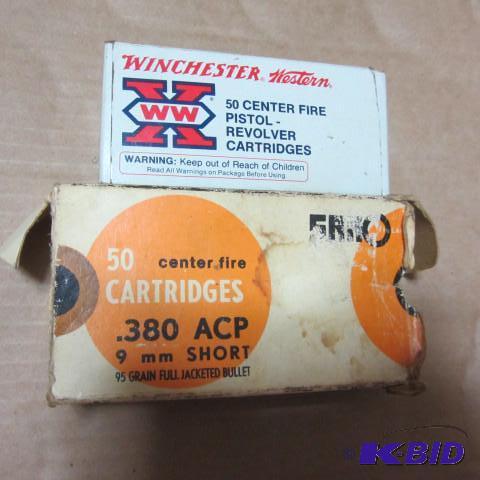 WINCHESTER Western
WW
50 CENTER FIRE
PISTOL -
REVOLVER
CARTRIDGES
WARNING: Keep out of Reach of Children
Read All Warnings on Package Before Using.
50 center fire
CARTRIDGES
.380 ACP
9 mm SHORT
95 GRAIN FULL JACKETED BULLET
K-BID